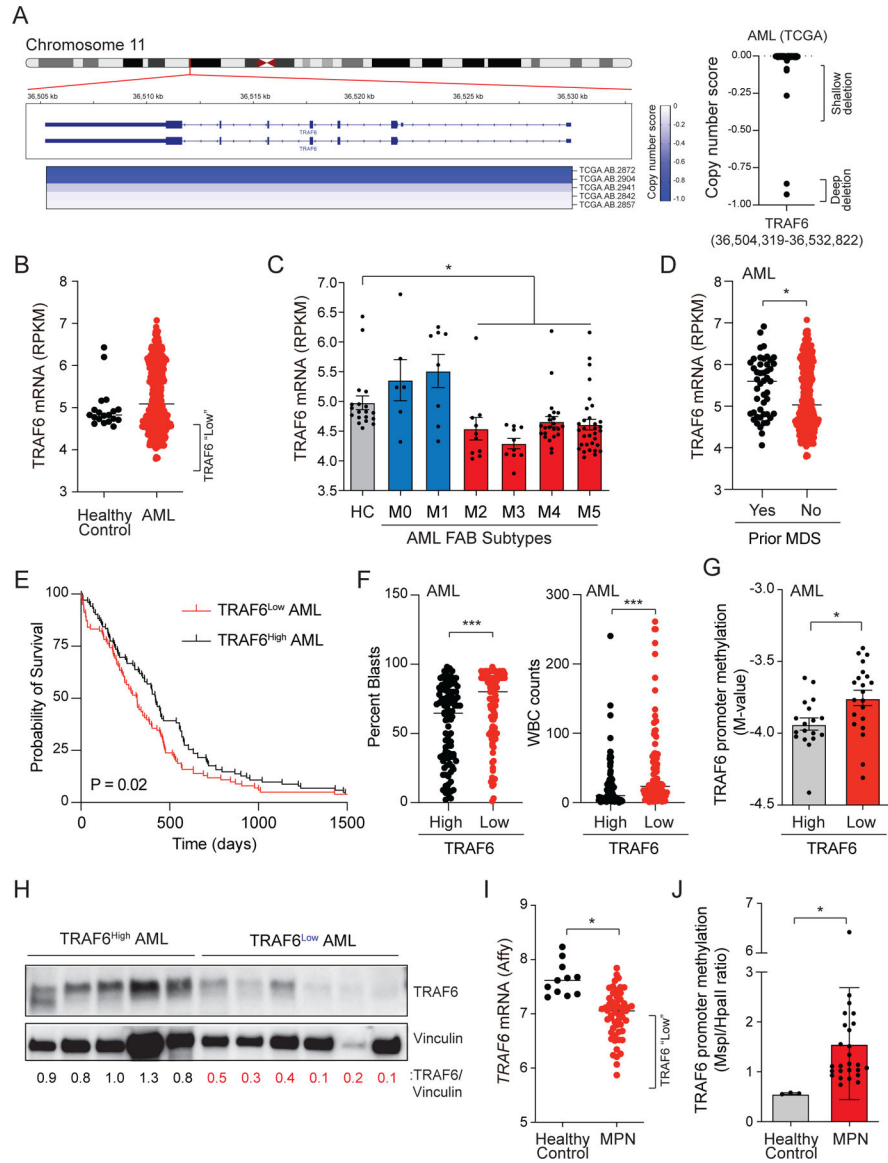 A
Chromosome 11
36,505 kb 36,510 kb 36,515 kb 36,520 kb 36,525 kb 36,530 kb
TRAF6
TRAF6
TCGA.AB.2872
TCGA.AB.2904
TCGA.AB.2941
TCGA.AB.2842
TCGA.AB.2857
Copy number score
0
-0.2
-0.4
-0.6
-0.8
-1.0
AML (TCGA)
Copy number score
0.00
-0.25
-0.50
-0.75
-1.00
Shallow
deletion
Deep
deletion
TRAF6
(36,504,319-36,532,822)
B
TRAF6 mRNA (RPKM)
8
7
6
5
4
3
TRAF6 "Low"
Healthy
Control
AML
C
TRAF6 mRNA (RPKM)
7.0
6.5
6.0
5.5
5.0
4.5
4.0
3.5
*
HC M0 M1 M2 M3 M4 M5
AML FAB Subtypes
D
AML
TRAF6 mRNA (RPKM)
8
7
6
5
4
3
*
Yes No
Prior MDS
E
Probability of Survival
100
75
50
25
0
TRAF6Low AML
TRAF6High AML
P = 0.02
0 500 1000 1500
Time (days)
F
AML
Percent Blasts
150
100
50
0
***
High Low
TRAF6
AML
WBC counts
300
200
100
0
***
High Low
TRAF6
G
AML
TRAF6 promoter methylation
(M-value)
-3.0
-3.5
-4.0
-4.5
*
High Low
TRAF6
H
TRAF6High AML TRAF6Low AML
TRAF6
Vinculin
0.9 0.8 1.0 1.3 0.8 0.5 0.3 0.4 0.1 0.2 0.1 :TRAF6/
Vinculin
I
TRAF6 mRNA (Affy)
9
8
7
6
5
*
TRAF6 "Low"
Healthy
Control
MPN
J
TRAF6 promoter methylation
(MspI/HpaII ratio)
8
6
3
2
1
0
*
Healthy
Control
MPN